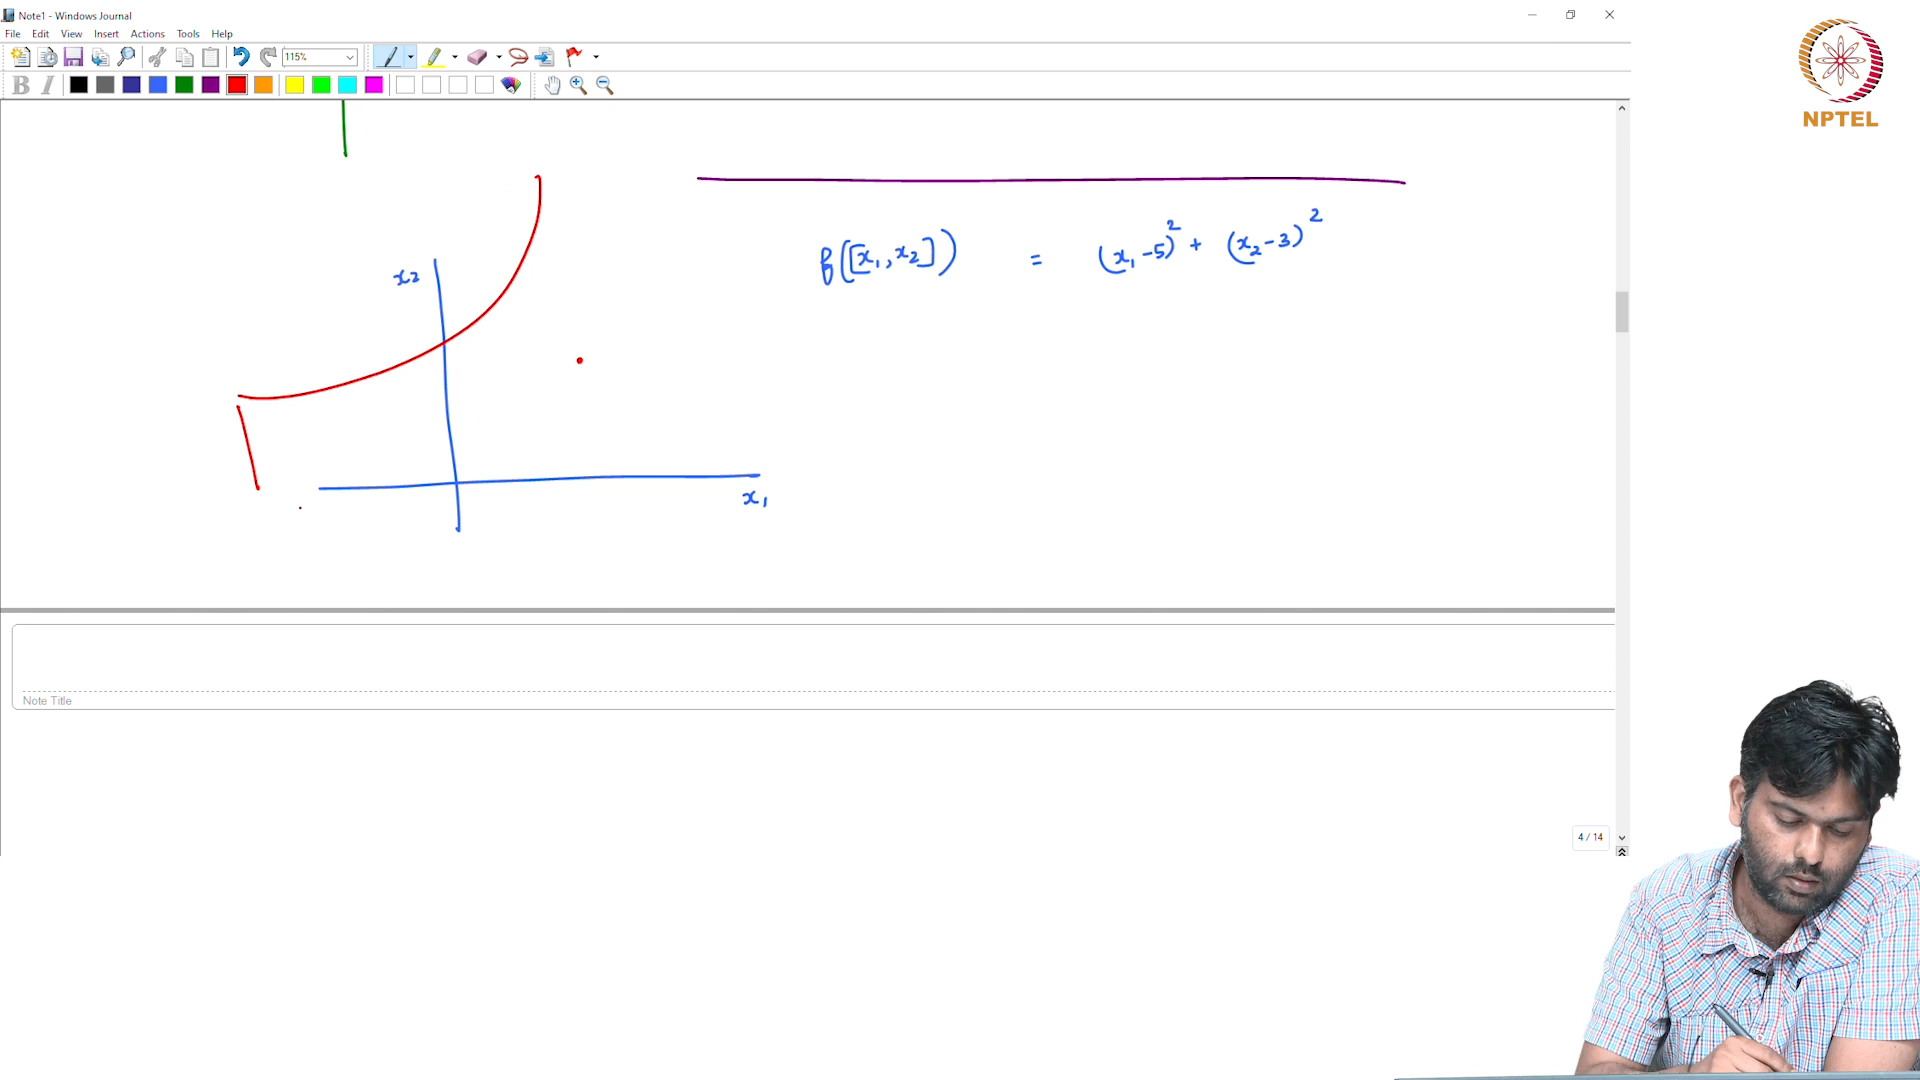 Note1 - Windows Journal
File Edit View Insert Actions Tools Help
115%
B I
NPTEL
f([x₁, x₂]) = (x₁-5)² + (x₂-3)²
x₂
x₁
Note Title
4 / 14